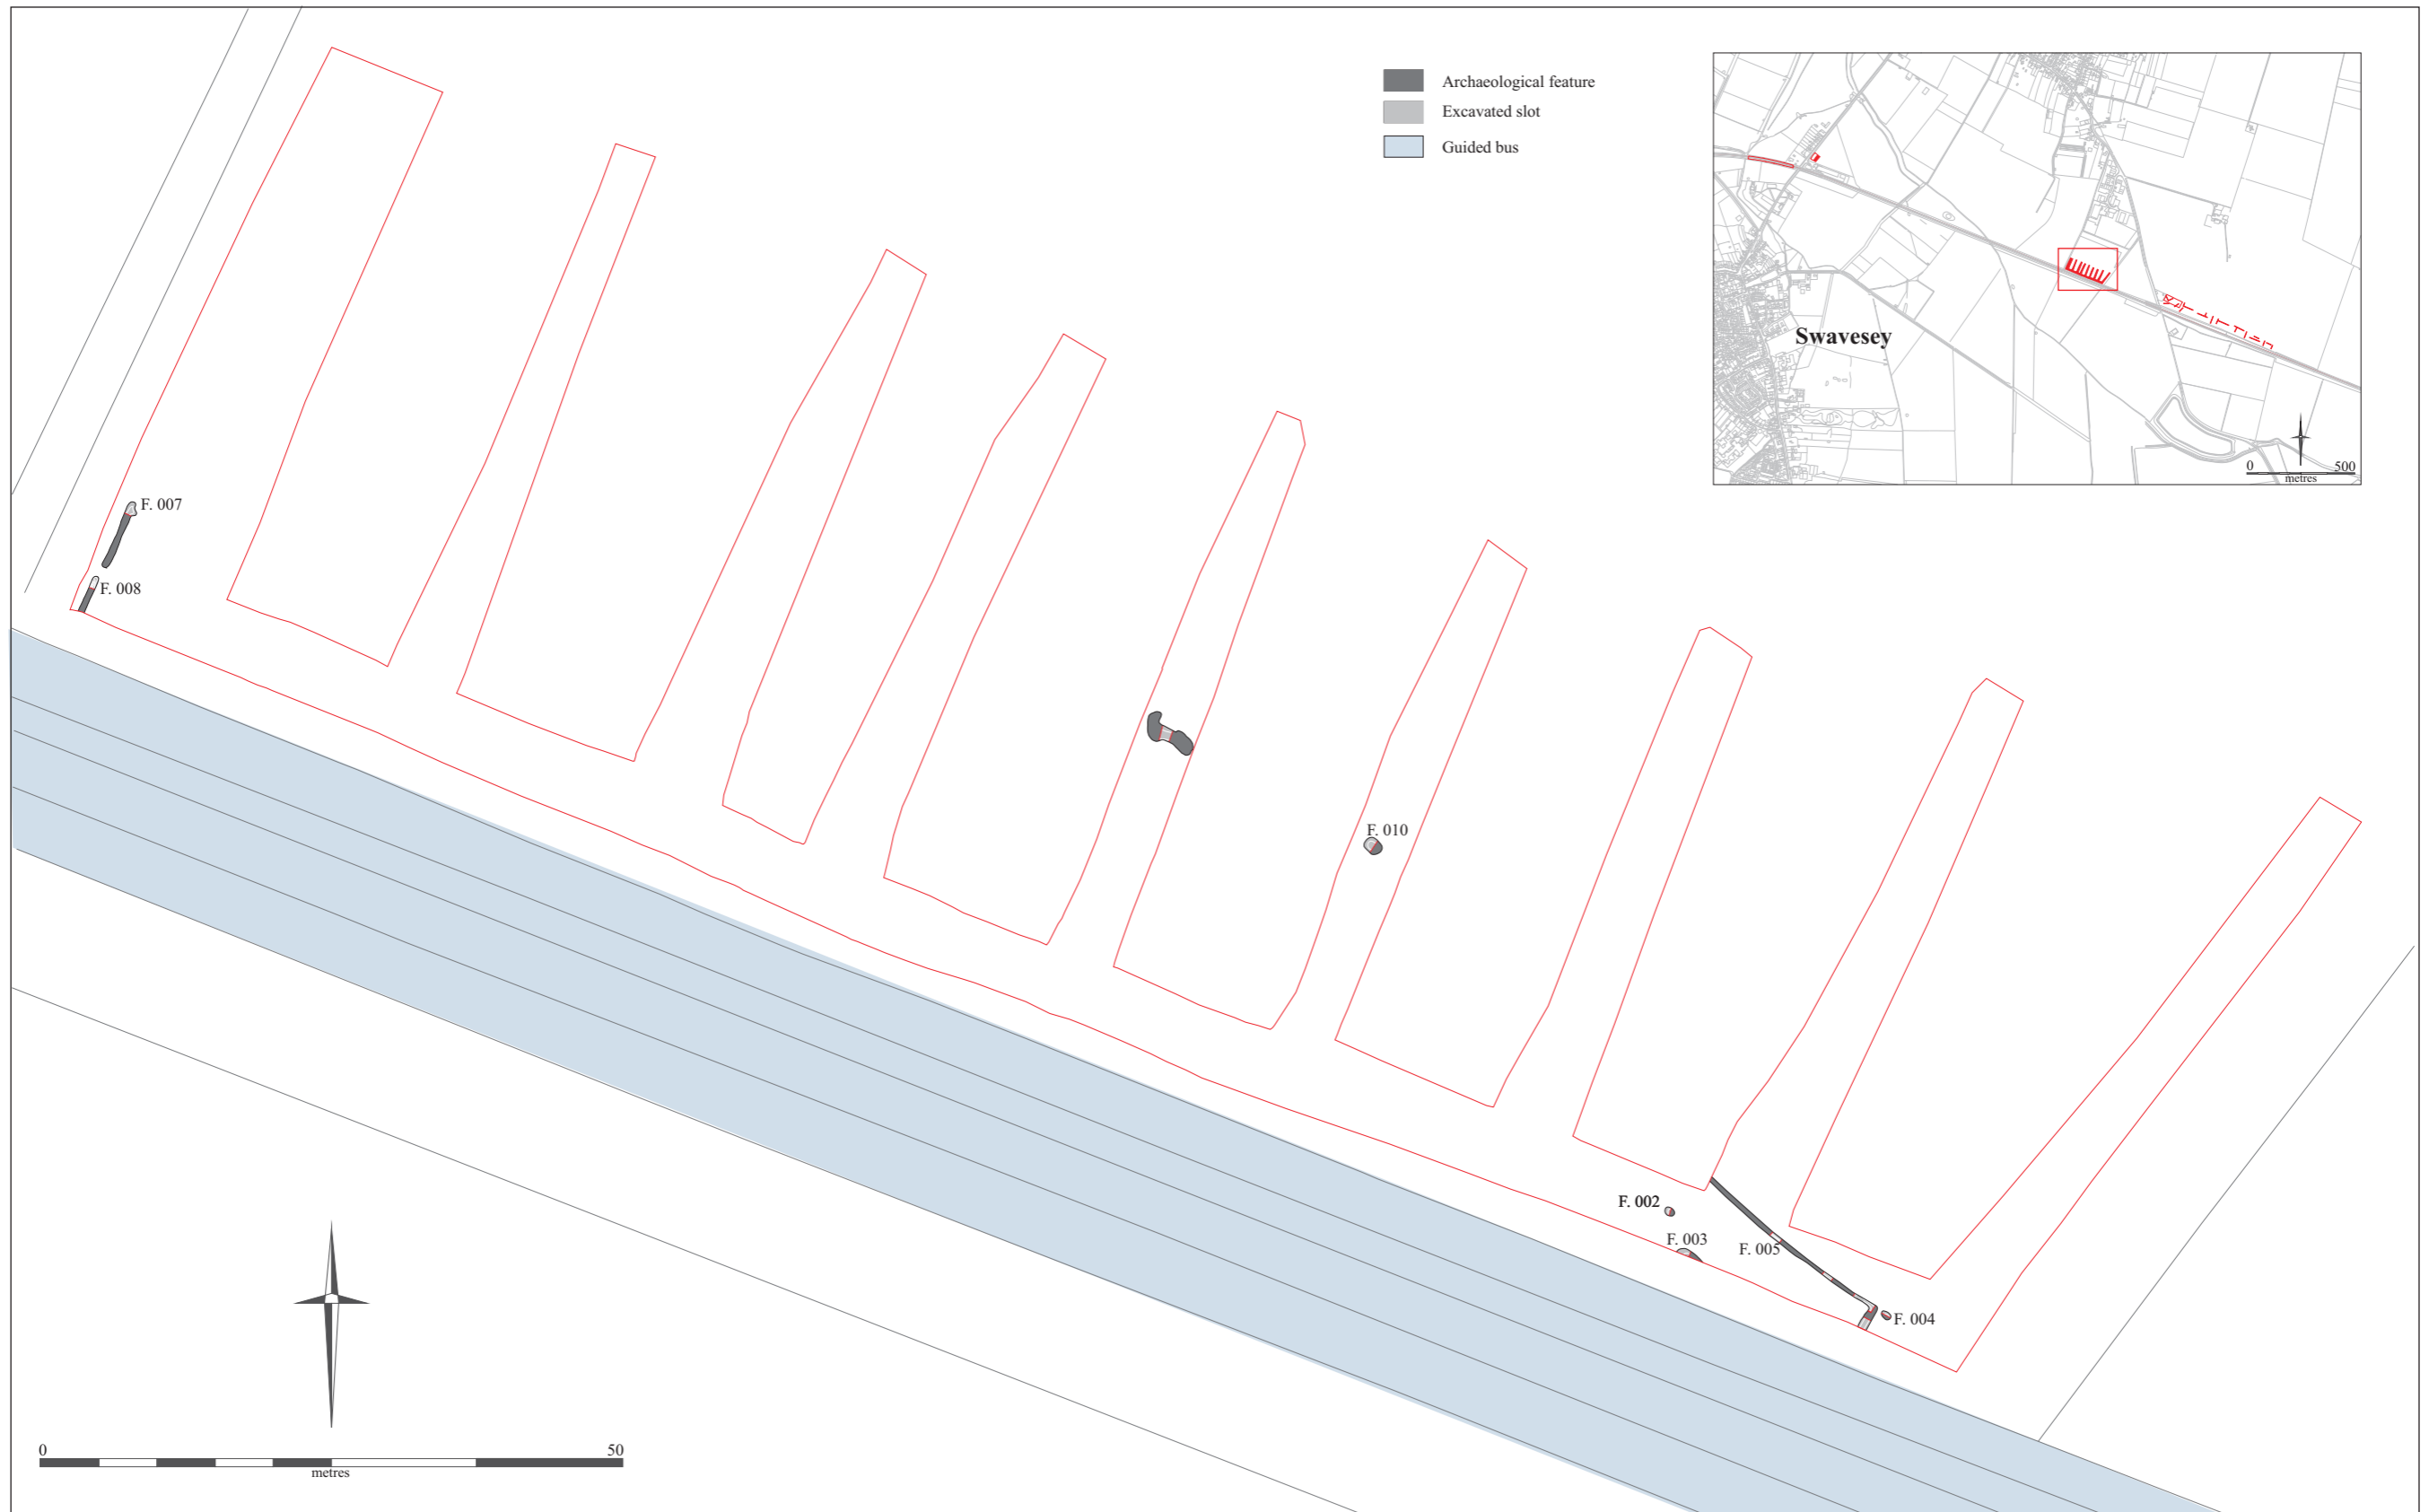 Archaeological feature
Excavated slot
Guided bus
Swavesey
0 500
metres
F. 007
F. 008
F. 010
F. 002
F. 003
F. 005
F. 004
0 50
metres